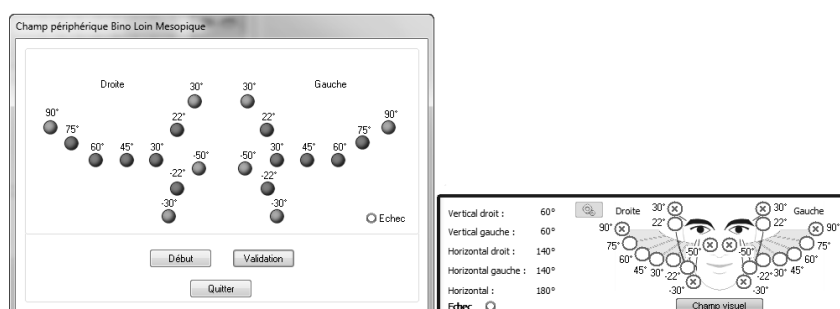 Champ périphérique Bino Loin Mesopique
Droite 30° 30° Gauche
90° 22° 22° 90°
75° 75°
60° 45° 30° -50° -50° 30° 45° 60°
-22° -22°
-30° -30°
Echec
Début Validation
Quitter
Vertical droit : 60°
Vertical gauche : 60°
Horizontal droit : 140°
Horizontal gauche : 140°
Horizontal : 180°
Echec
Droite 30° 30° Gauche
90° 22° 22° 90°
75° -50° -50° 75°
60° 60°
45° 30° -22° -22° 30° 45°
-30° -30°
Champ visuel